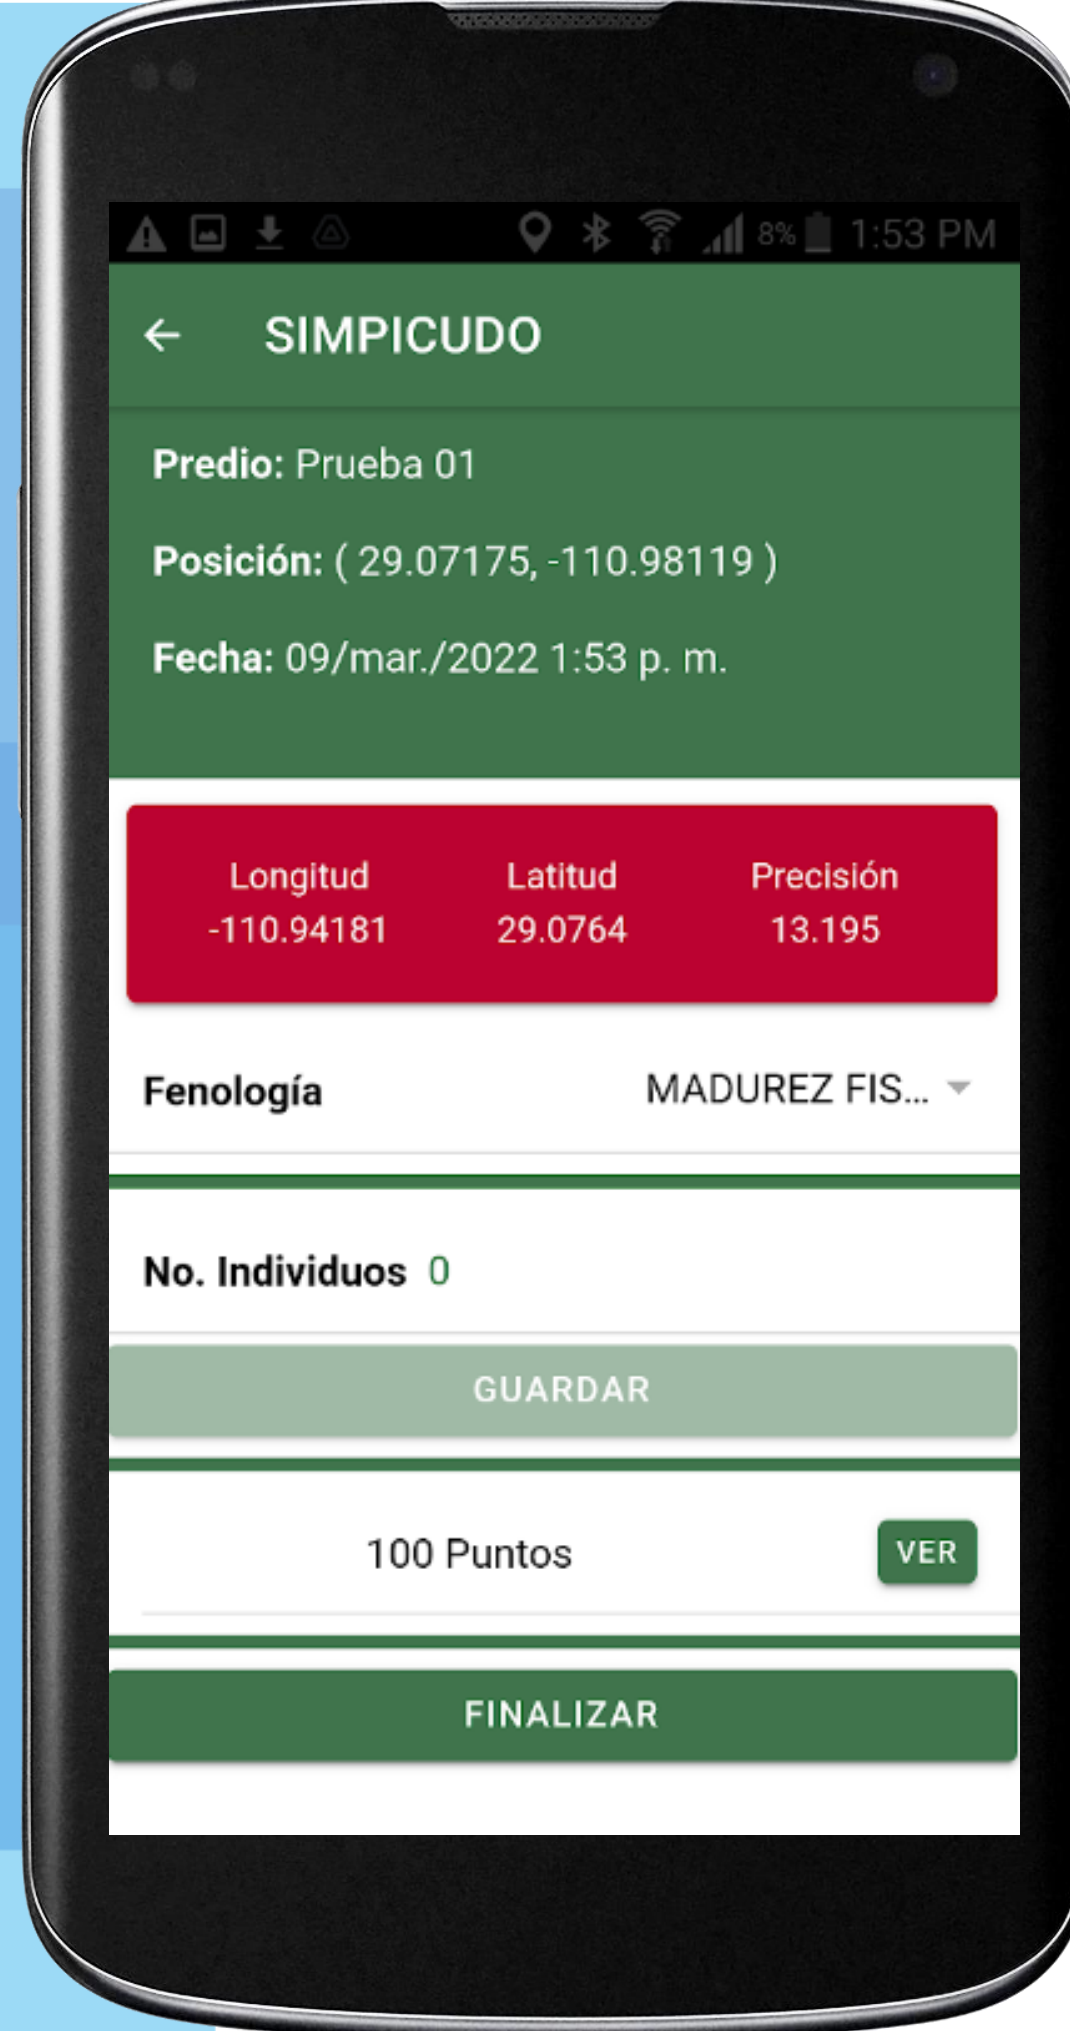 8% 1:53 PM
SIMPICUDO
Predio: Prueba 01
Posición: ( 29.07175, -110.98119 )
Fecha: 09/mar./2022 1:53 p. m.
Longitud Latitud Precisión
-110.94181 29.0764 13.195
Fenología MADUREZ FIS...
No. Individuos 0
GUARDAR
100 Puntos VER
FINALIZAR